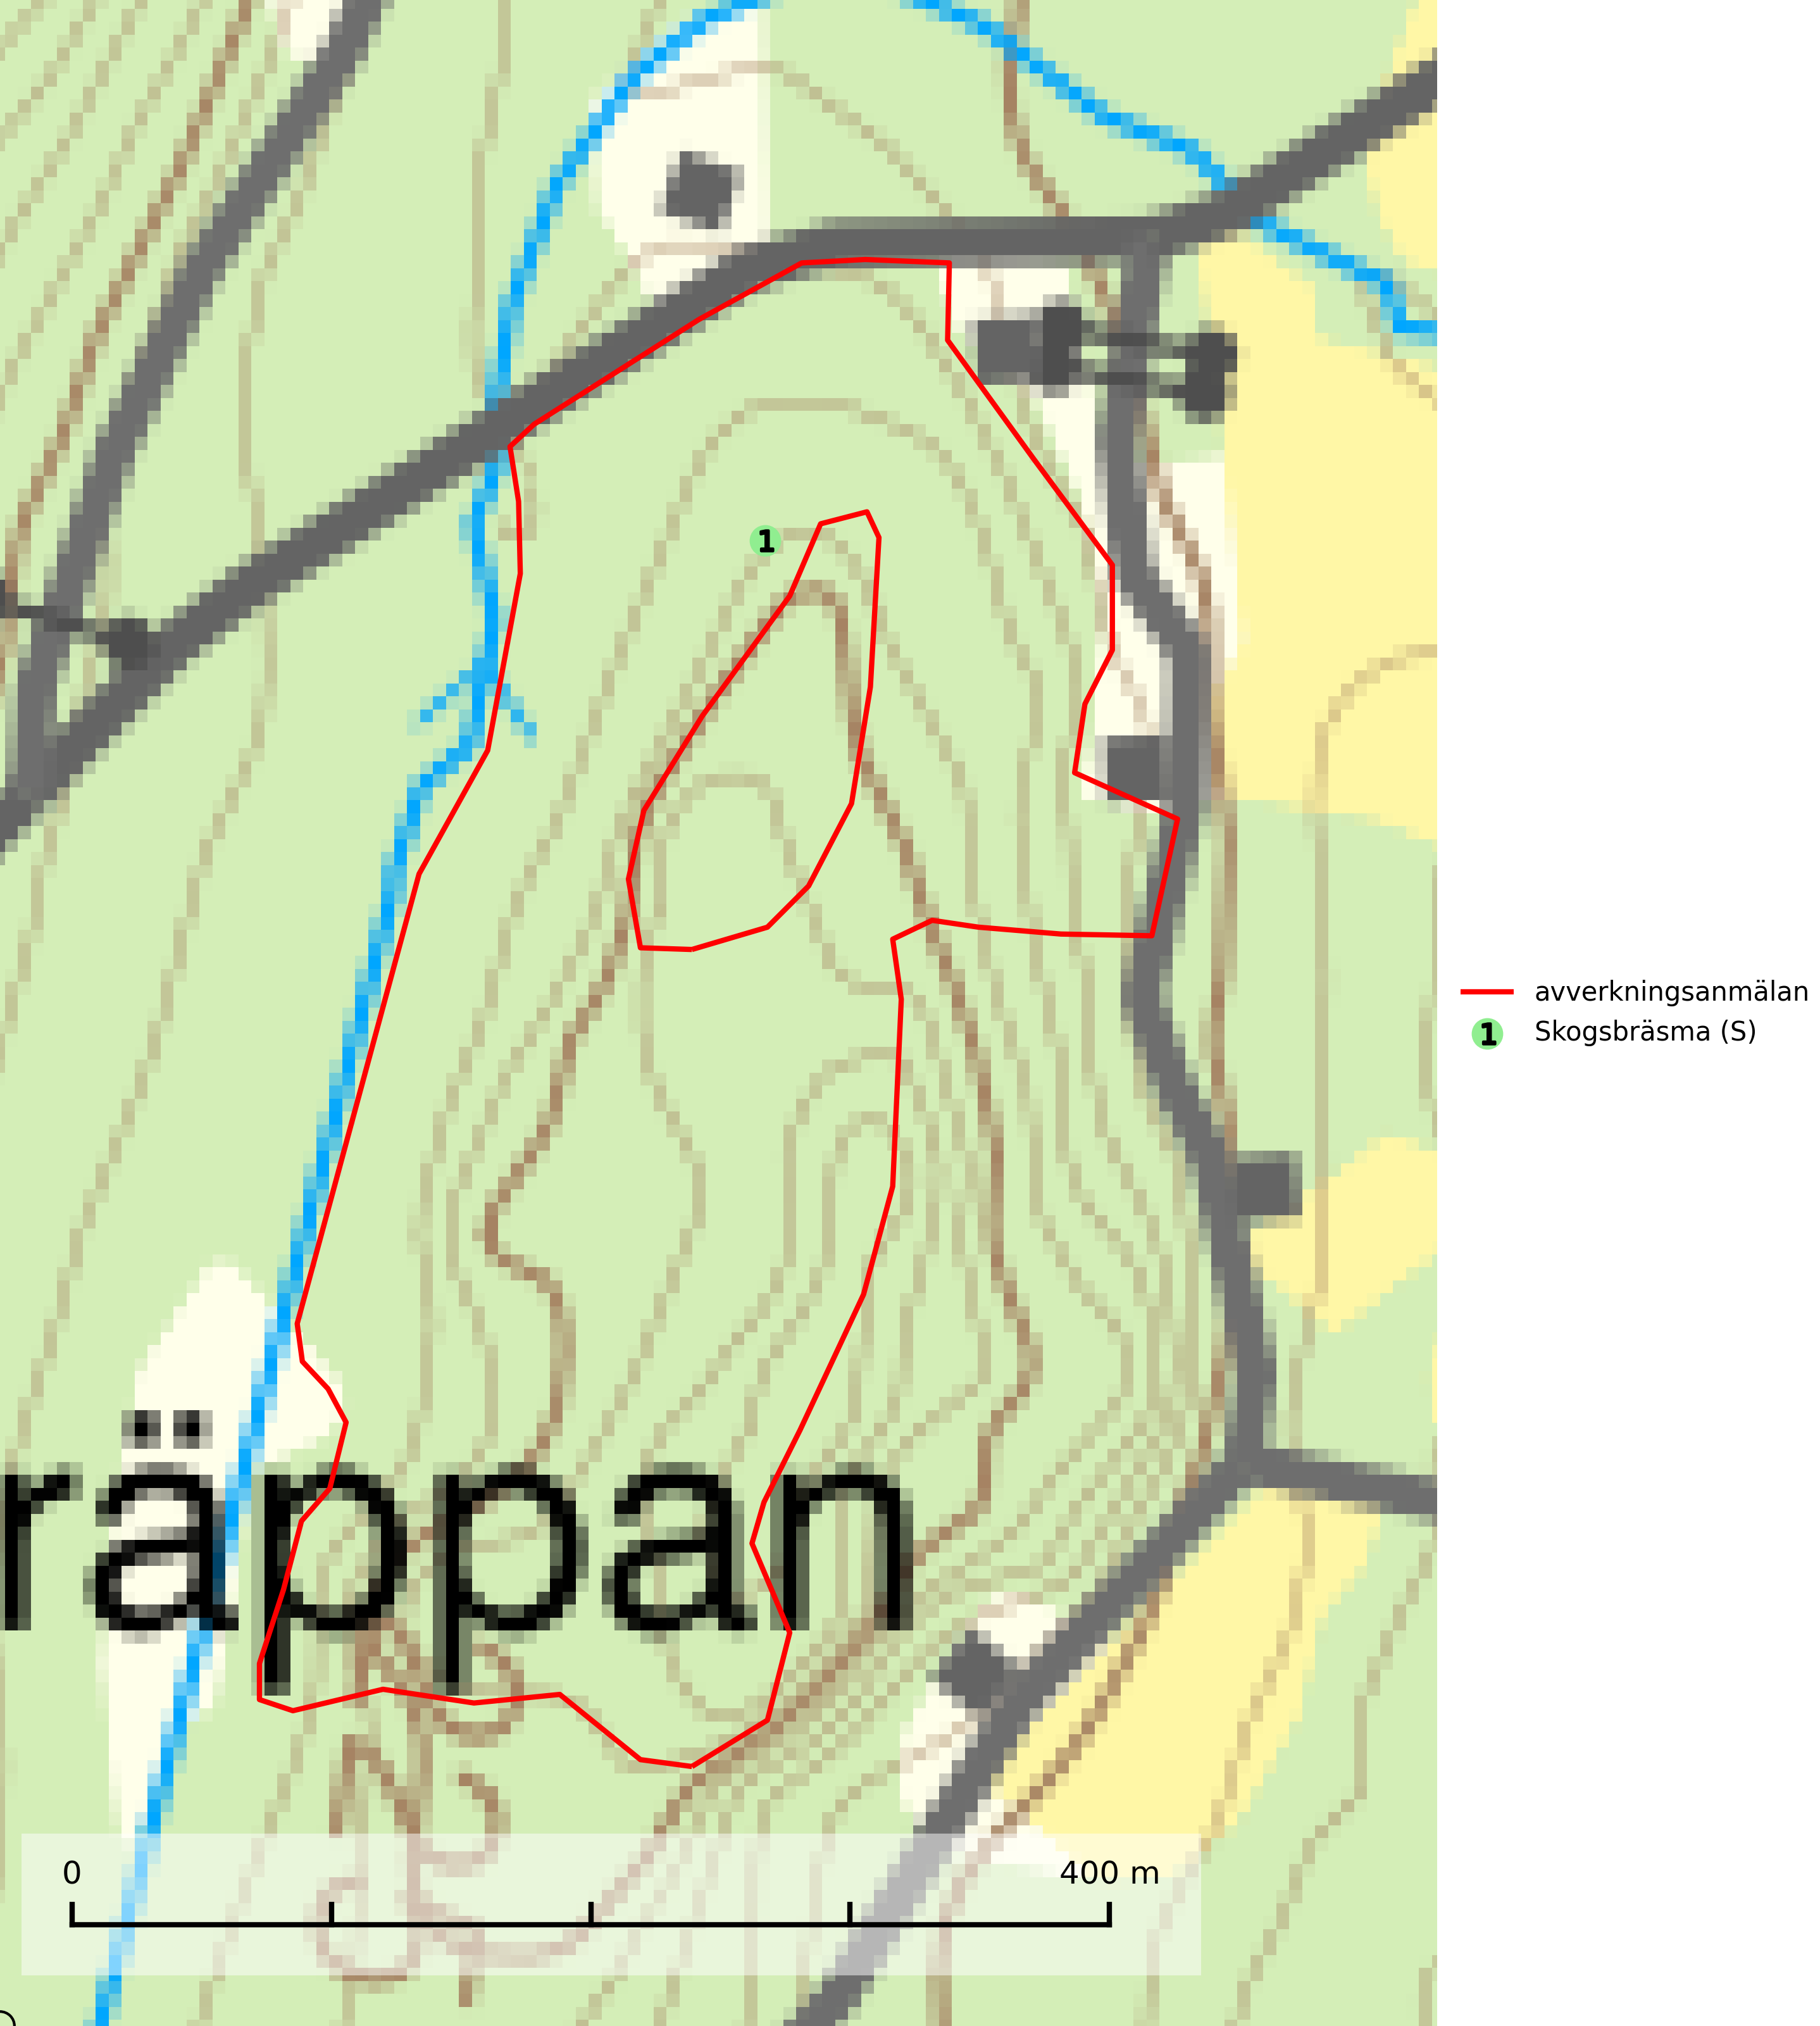 1
räppan
0 400 m
avverkningsanmälan
1 Skogsbräsma (S)